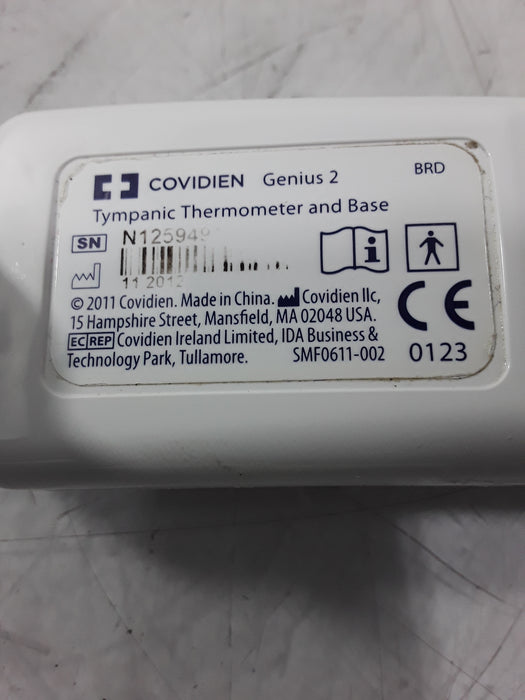 COVIDIEN Genius 2 BRD
Tympanic Thermometer and Base
SN
11 2012
© 2011 Covidien. Made in China. Covidien llc,
15 Hampshire Street, Mansfield, MA 02048 USA.
EC REP Covidien Ireland Limited, IDA Business &
Technology Park, Tullamore. SMF0611-002
CE
0123